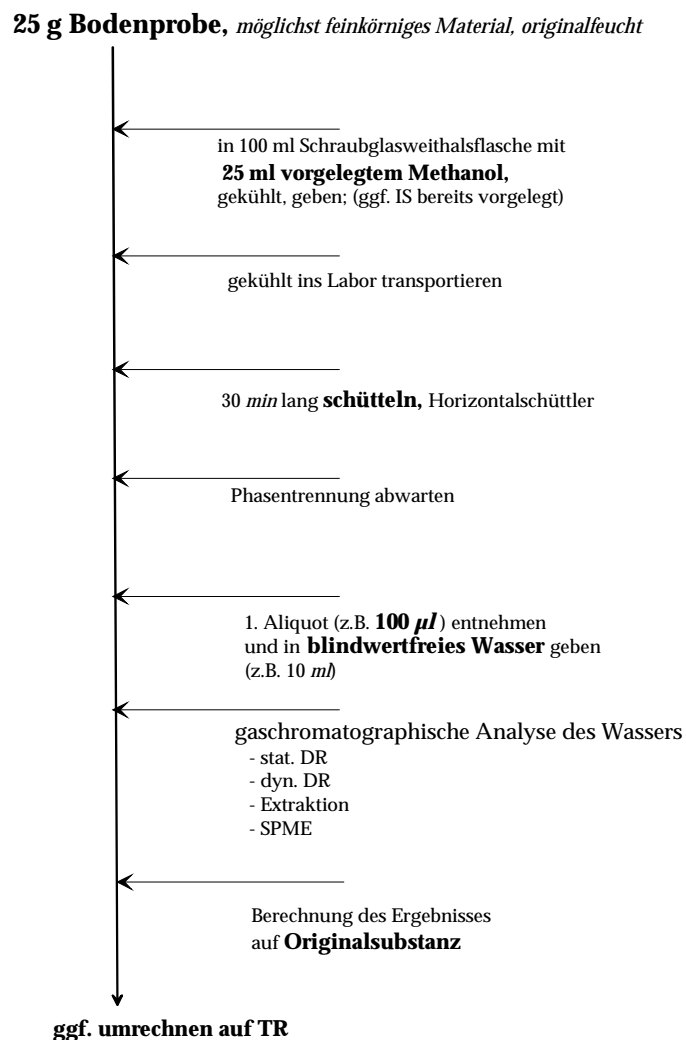 25 g Bodenprobe, möglichst feinkörniges Material, originalfeucht
in 100 ml Schraubglasweithalsflasche mit
25 ml vorgelegtem Methanol,
gekühlt, geben; (ggf. IS bereits vorgelegt)
gekühlt ins Labor transportieren
30 min lang schütteln, Horizontalschüttler
Phasentrennung abwarten
1. Aliquot (z.B. 100 µl ) entnehmen
und in blindwertfreies Wasser geben
(z.B. 10 ml)
gaschromatographische Analyse des Wassers
- stat. DR
- dyn. DR
- Extraktion
- SPME
Berechnung des Ergebnisses
auf Originalsubstanz
ggf. umrechnen auf TR